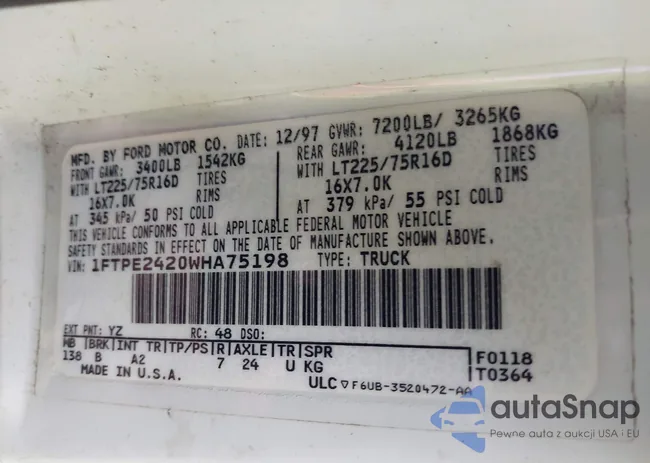 MFD. BY FORD MOTOR CO. DATE: 12/97 GVWR: 7200LB/ 3265KG
FRONT GAWR: 3400LB 1542KG REAR GAWR: 4120LB 1868KG
WITH LT225/75R16D TIRES WITH LT225/75R16D TIRES
16X7.0K RIMS 16X7.0K RIMS
AT 345 kPa/ 50 PSI COLD AT 379 kPa/ 55 PSI COLD
THIS VEHICLE CONFORMS TO ALL APPLICABLE FEDERAL MOTOR VEHICLE
SAFETY STANDARDS IN EFFECT ON THE DATE OF MANUFACTURE SHOWN ABOVE.
VIN: 1FTPE2420WHA75198 TYPE: TRUCK
EXT PNT: YZ RC: 48 DSO:
WB BRK INT TR TP/PS R AXLE TR SPR F0118
138 B A2 7 24 U KG T0364
MADE IN U.S.A. ULC F6UB-3520472-AA
autaSnap
Pewne auta z aukcji USA i EU